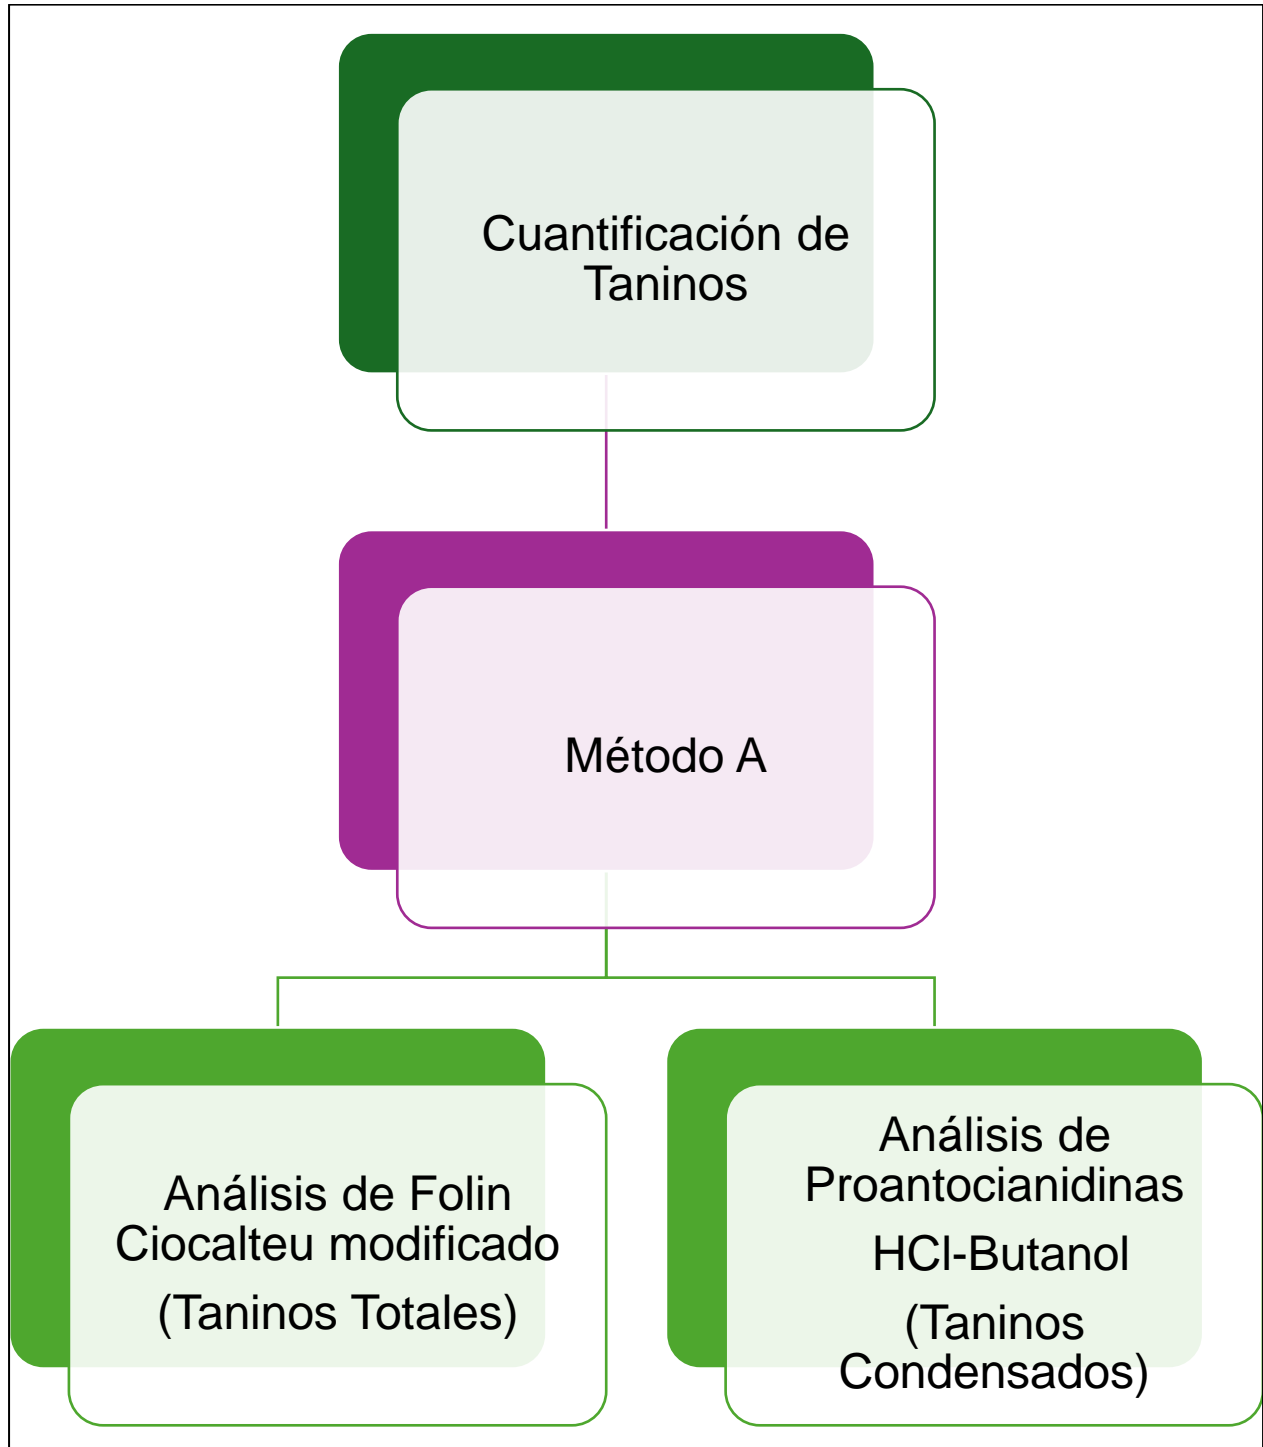 Cuantificación de
Taninos
Método A
Análisis de Folin
Ciocalteu modificado
(Taninos Totales)
Análisis de
Proantocianidinas
HCl-Butanol
(Taninos
Condensados)